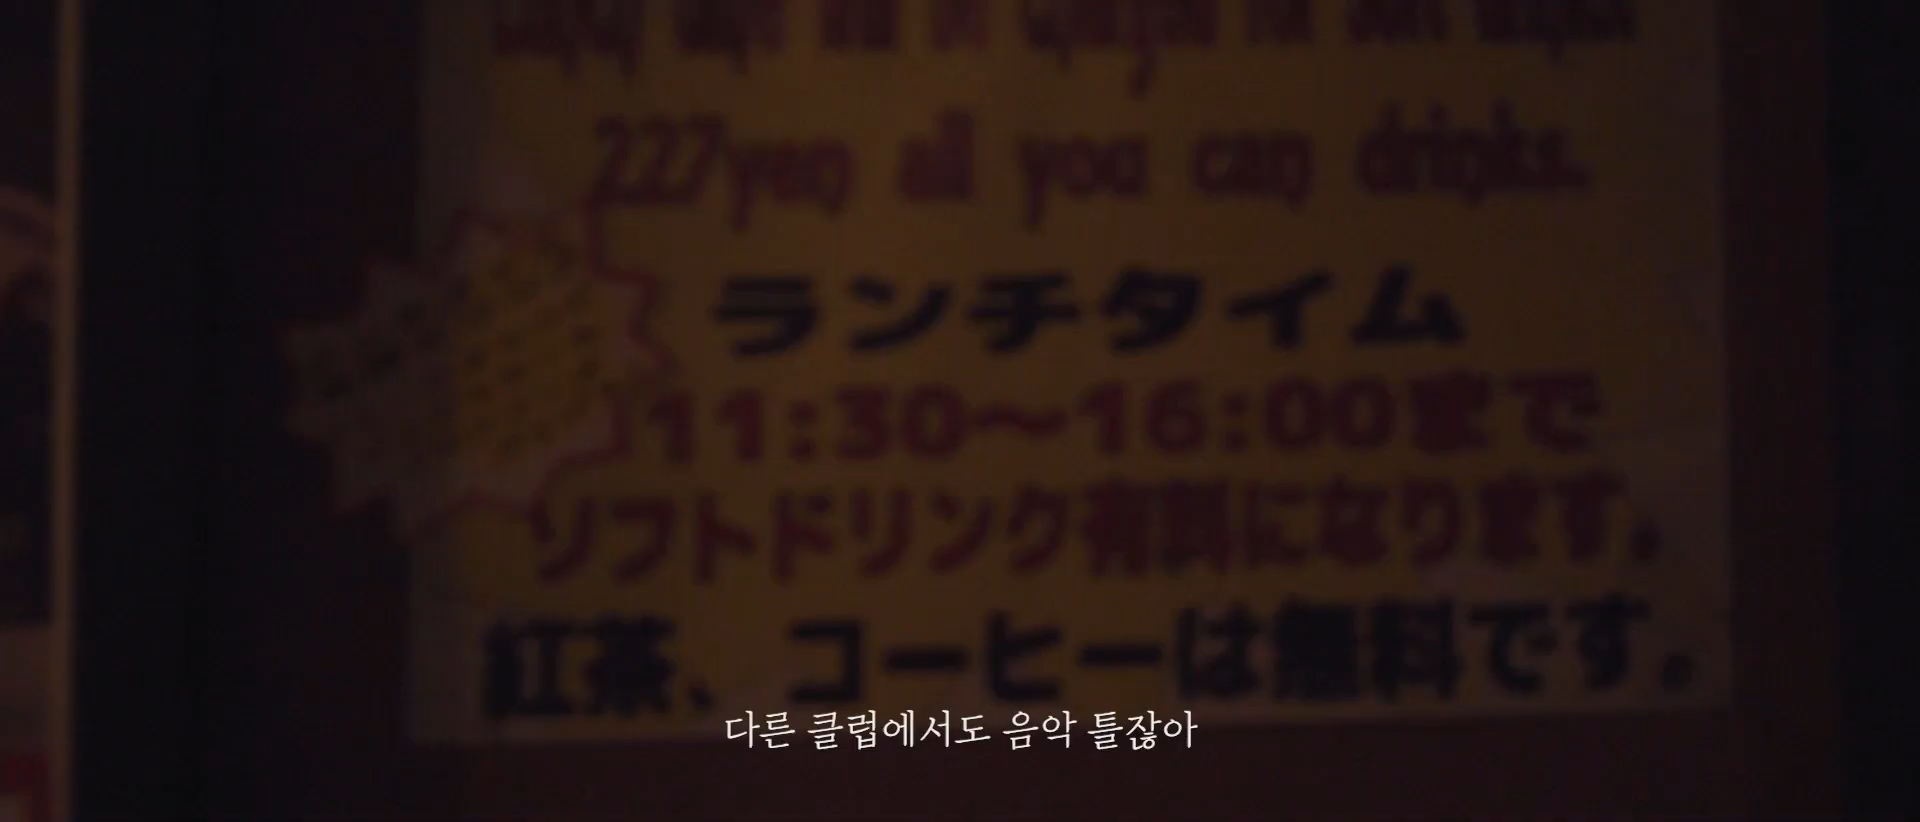 227yen all you can drinks.
ランチタイム
11:30～16:00まで
ソフトドリンク有料になります。
紅茶、コーヒーは無料です。
다른 클럽에서도 음악 틀잖아